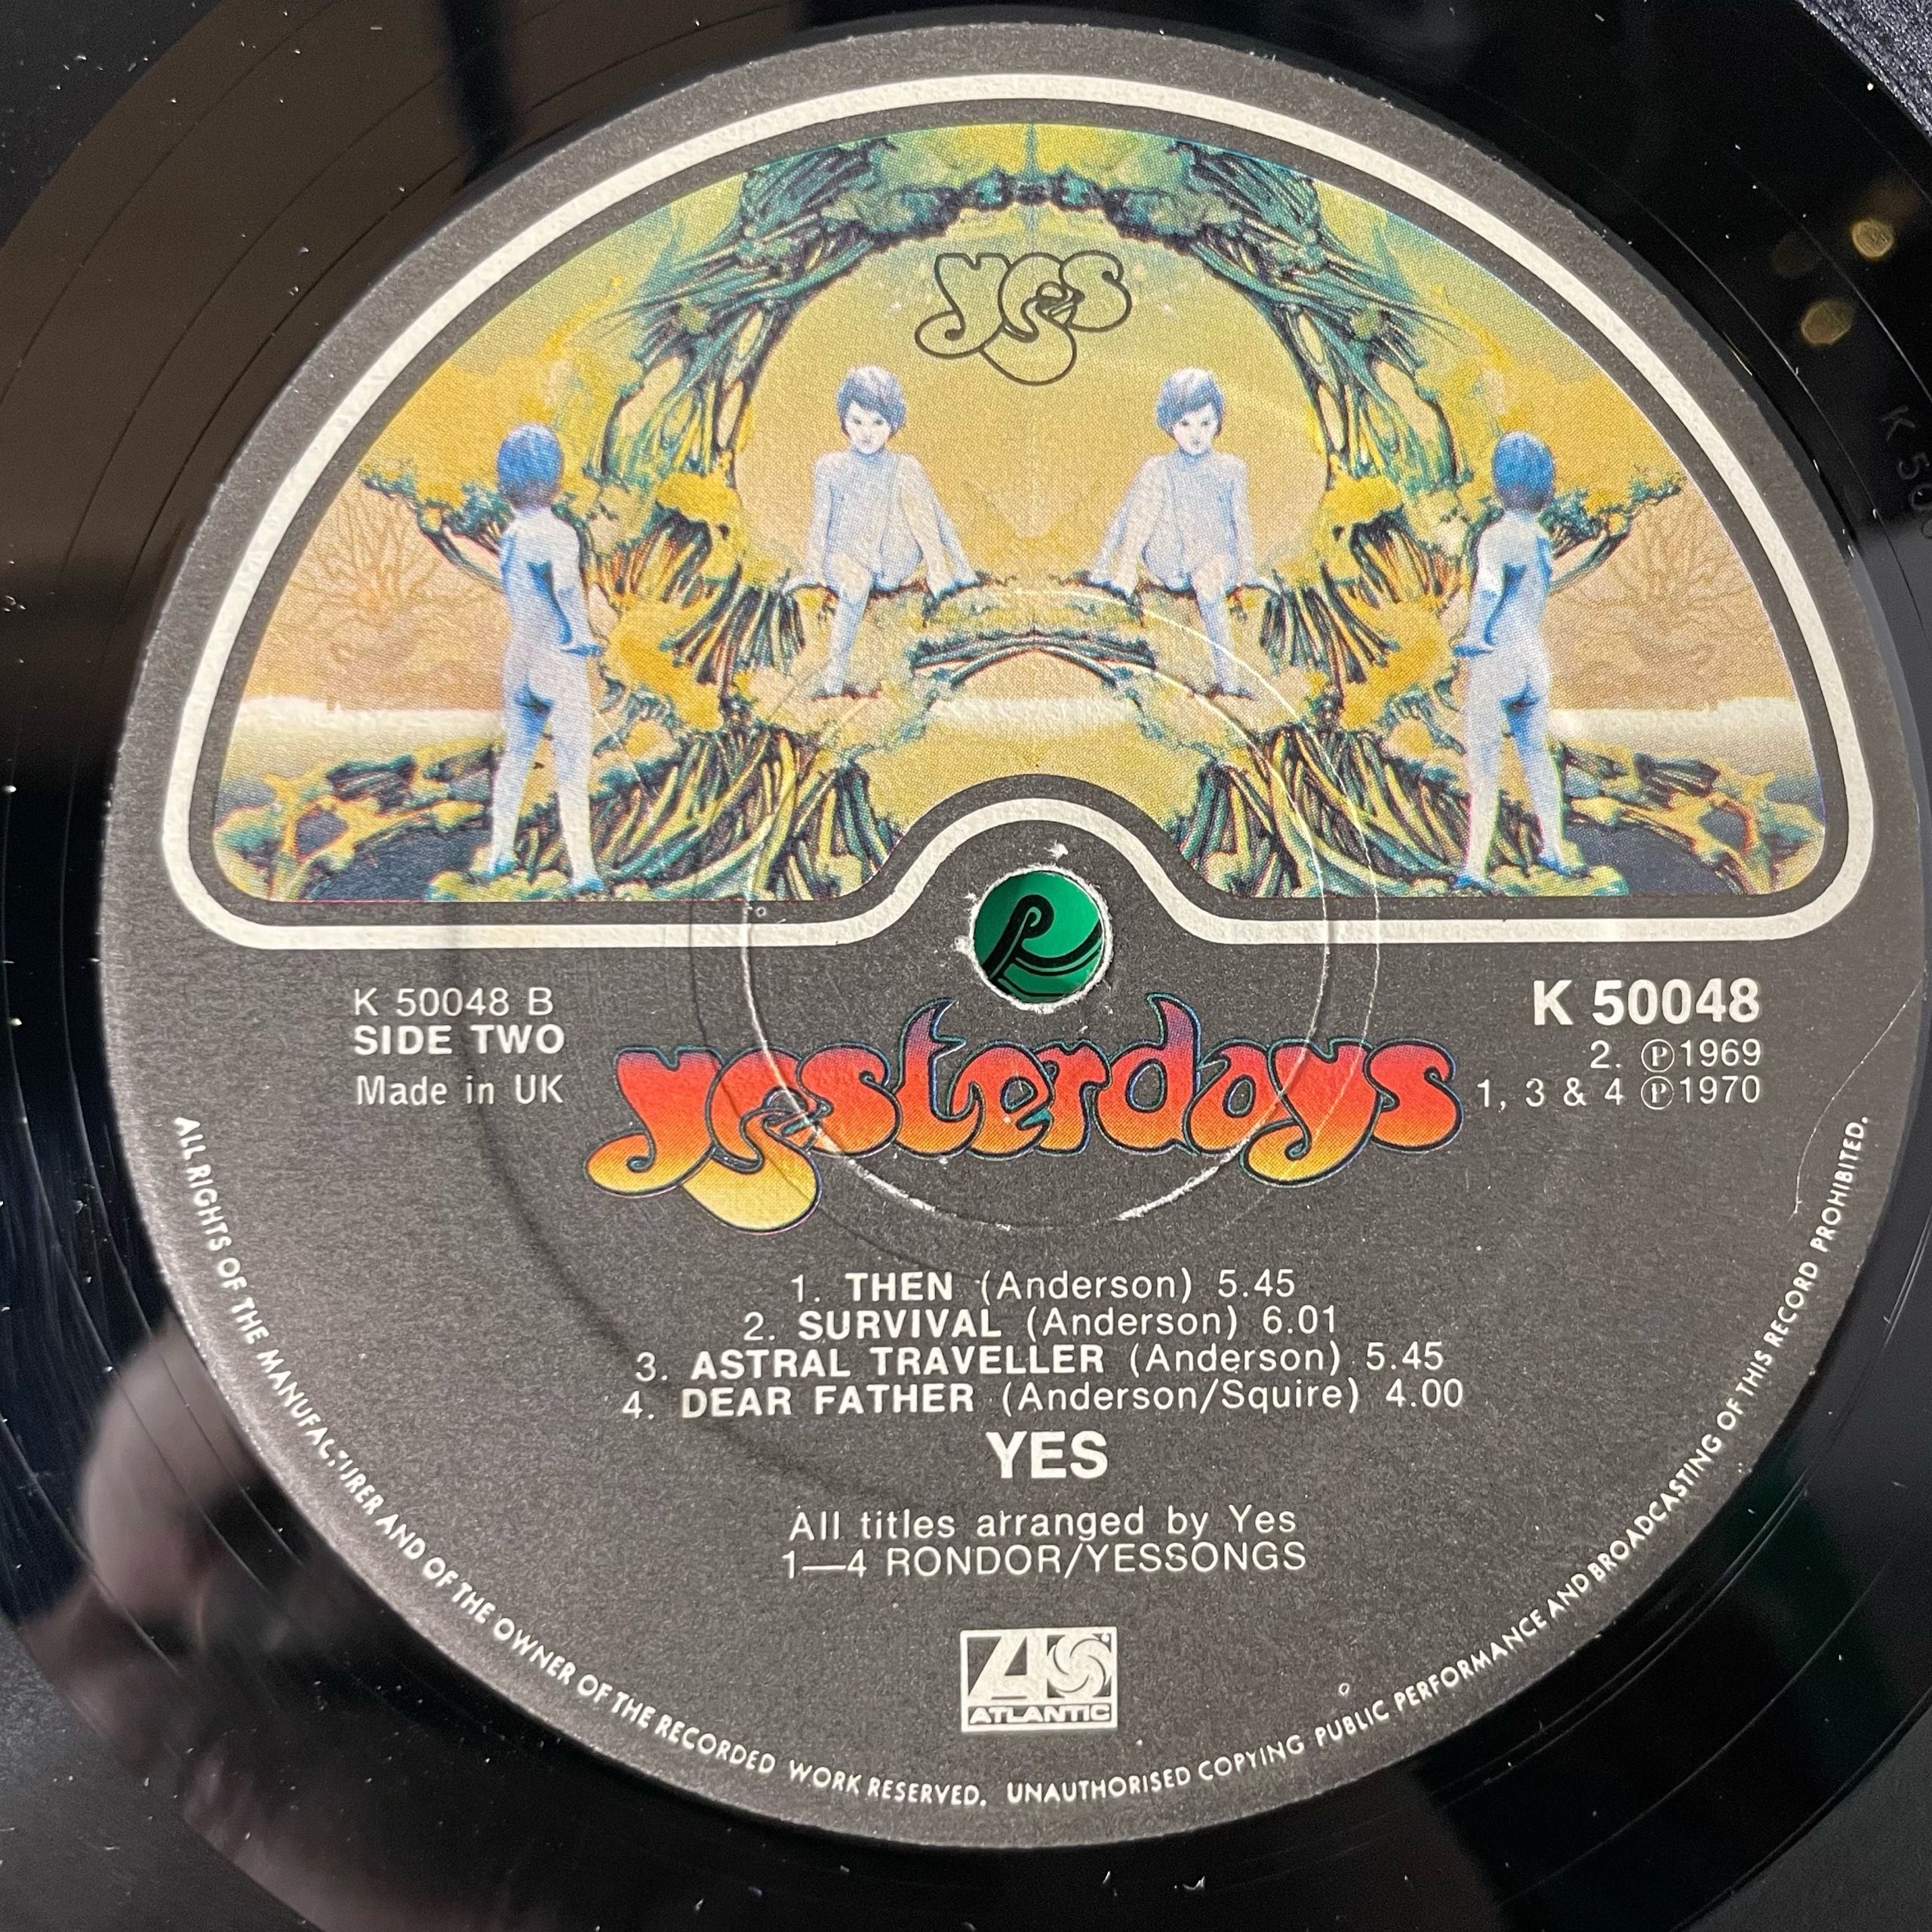 yes
K 50048 B
SIDE TWO
Made in UK
K 50048
2. Ⓟ1969
1, 3 & 4 Ⓟ1970
yesterdays
1. THEN (Anderson) 5.45
2. SURVIVAL (Anderson) 6.01
3. ASTRAL TRAVELLER (Anderson) 5.45
4. DEAR FATHER (Anderson/Squire) 4.00
YES
All titles arranged by Yes
1—4 RONDOR/YESSONGS
ATLANTIC
ALL RIGHTS OF THE MANUFACTURER AND OF THE OWNER OF THE RECORDED WORK RESERVED. UNAUTHORISED COPYING PUBLIC PERFORMANCE AND BROADCASTING OF THIS RECORD PROHIBITED.